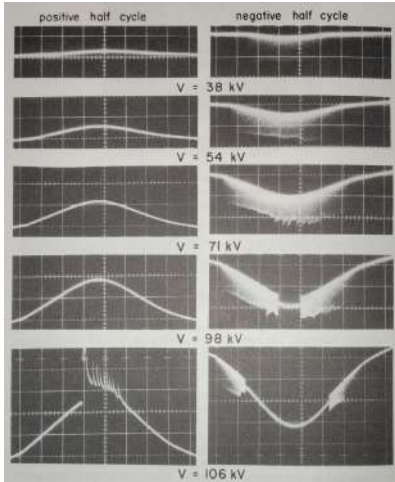 positive half cycle negative half cycle
V = 38 kV
V = 54 kV
V = 71 kV
V = 98 kV
V = 106 kV